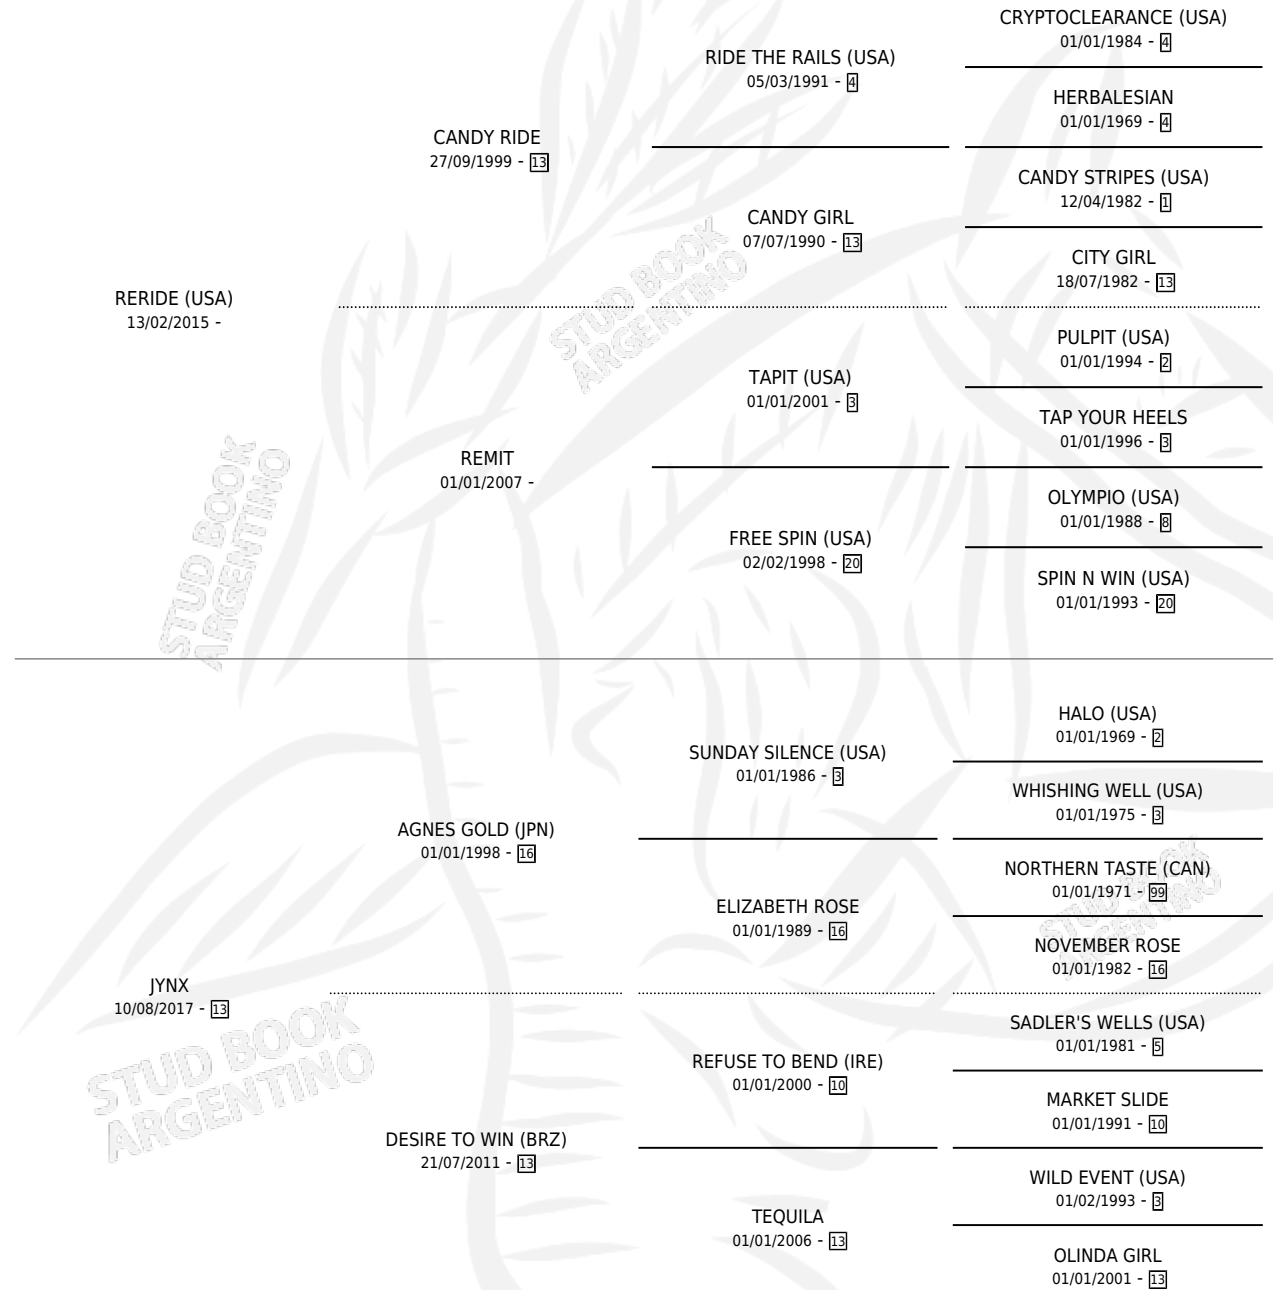 CRYPTOCLEARANCE (USA)
01/01/1984 - 4
RIDE THE RAILS (USA)
05/03/1991 - 4
HERBALESIAN
01/01/1969 - 4
CANDY RIDE
27/09/1999 - 13
CANDY STRIPES (USA)
12/04/1982 - 1
CANDY GIRL
07/07/1990 - 13
CITY GIRL
18/07/1982 - 13
RERIDE (USA)
13/02/2015 -
STUD BOOK
ARGENTINO
PULPIT (USA)
01/01/1994 - 2
TAPIT (USA)
01/01/2001 - 3
TAP YOUR HEELS
01/01/1996 - 3
REMIT
01/01/2007 -
OLYMPIO (USA)
01/01/1988 - 8
FREE SPIN (USA)
02/02/1998 - 20
SPIN N WIN (USA)
01/01/1993 - 20
STUD BOOK
ARGENTINO
HALO (USA)
01/01/1969 - 2
SUNDAY SILENCE (USA)
01/01/1986 - 3
WHISHING WELL (USA)
01/01/1975 - 3
AGNES GOLD (JPN)
01/01/1998 - 16
NORTHERN TASTE (CAN)
01/01/1971 - 99
ELIZABETH ROSE
01/01/1989 - 16
NOVEMBER ROSE
01/01/1982 - 16
STUD BOOK
ARGENTINO
JYNX
10/08/2017 - 13
SADLER'S WELLS (USA)
01/01/1981 - 5
REFUSE TO BEND (IRE)
01/01/2000 - 10
MARKET SLIDE
01/01/1991 - 10
STUD BOOK
ARGENTINO
DESIRE TO WIN (BRZ)
21/07/2011 - 13
WILD EVENT (USA)
01/02/1993 - 3
TEQUILA
01/01/2006 - 13
OLINDA GIRL
01/01/2001 - 13